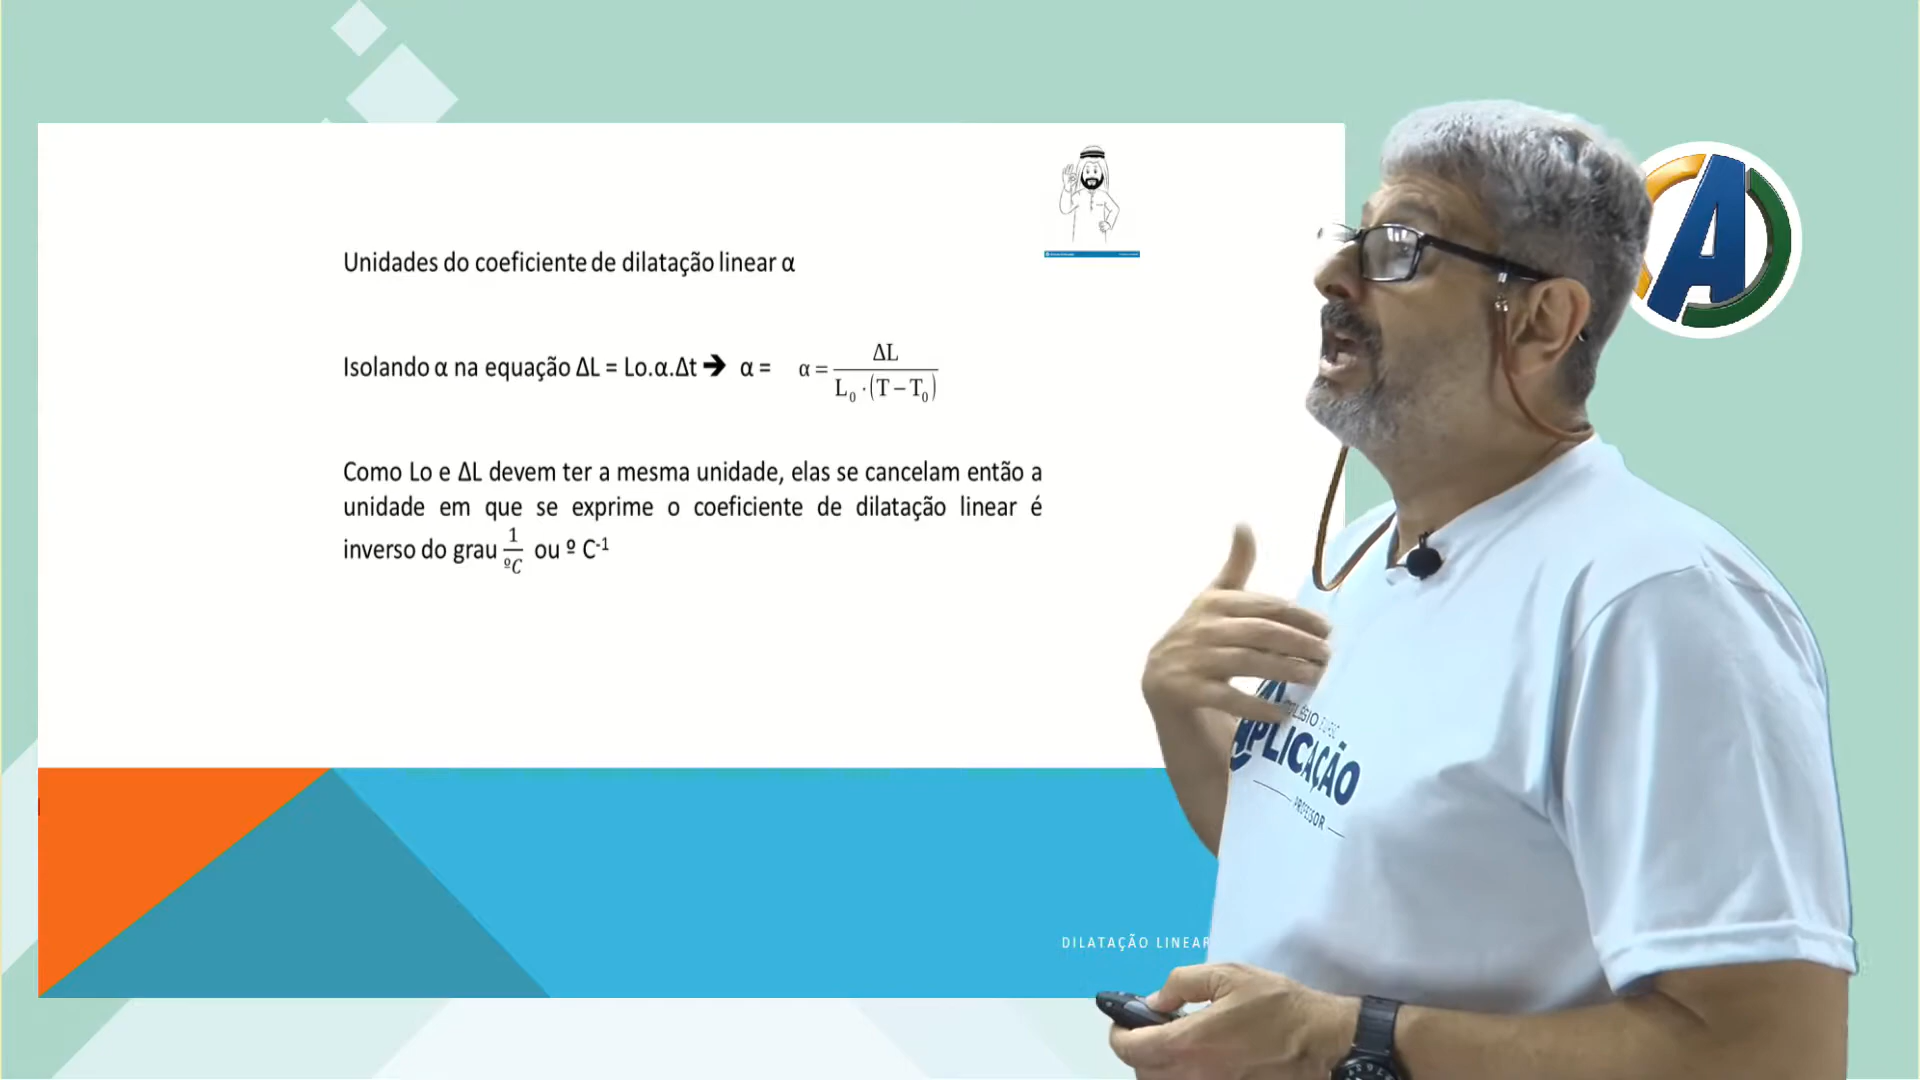 Unidades do coeficiente de dilatação linear α
Isolando α na equação ΔL = Lo.α.Δt ➔ α = α = ΔL / L₀ · (T – T₀)
Como Lo e ΔL devem ter a mesma unidade, elas se cancelam então a
unidade em que se exprime o coeficiente de dilatação linear é
inverso do grau 1/ºC ou º C⁻¹
DILATAÇÃO LINEAR
A
APLICAÇÃO
PROFESSOR